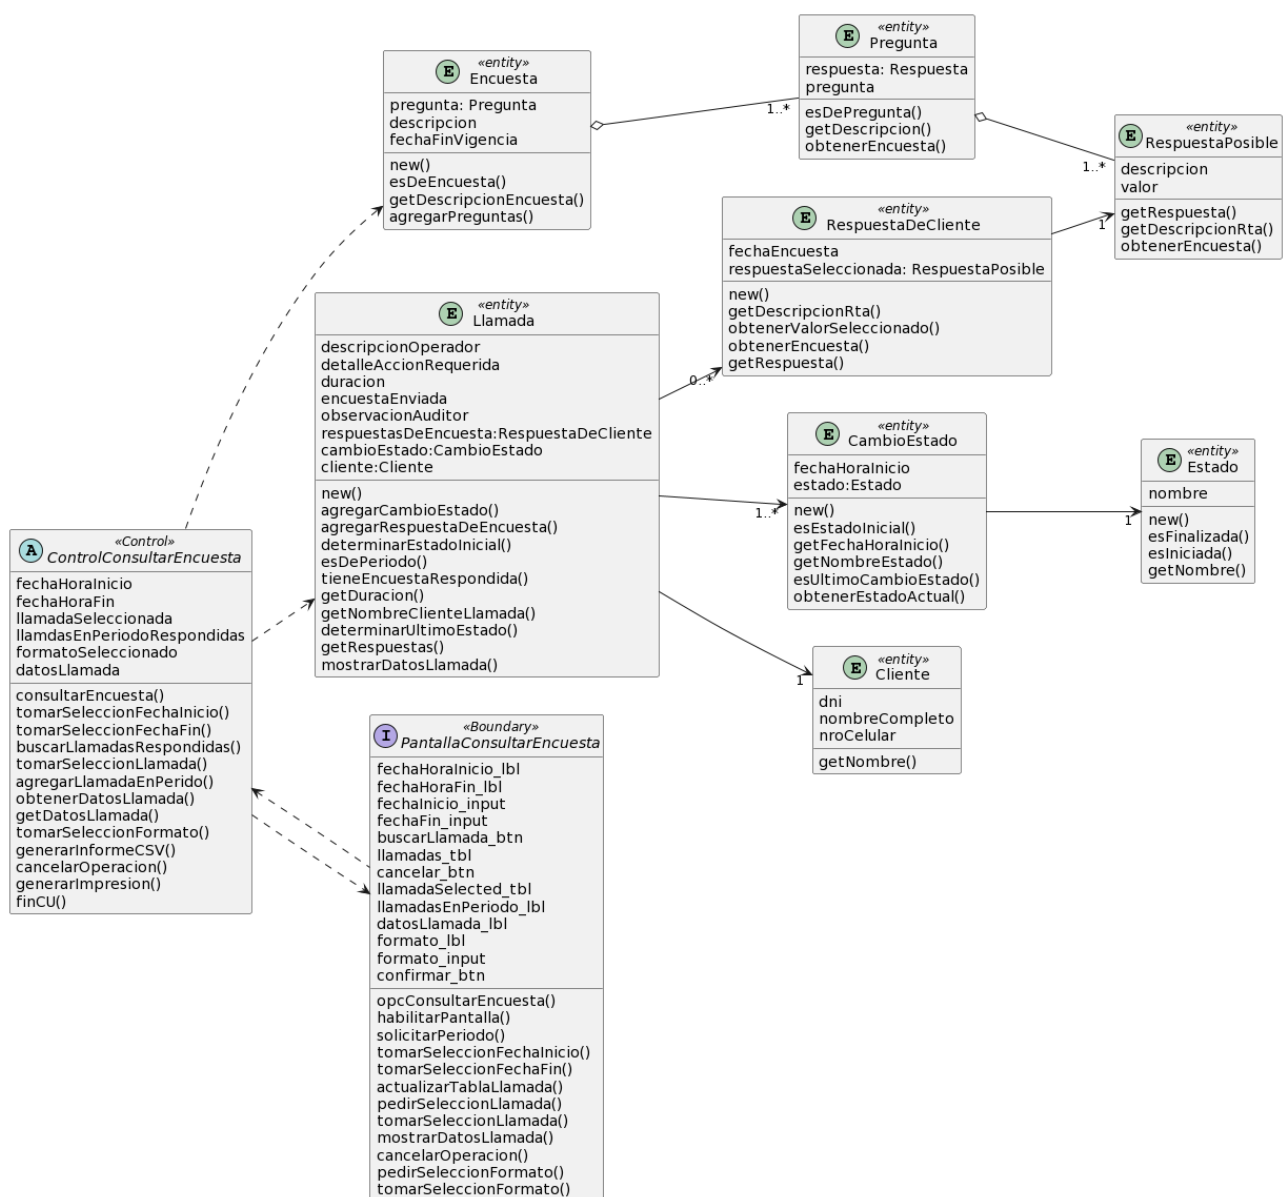 «entity»
E
Encuesta
pregunta: Pregunta
descripcion
fechaFinVigencia
new()
esDeEncuesta()
getDescripcionEncuesta()
agregarPreguntas()
«entity»
E
Pregunta
respuesta: Respuesta
pregunta
esDePregunta()
getDescripcion()
obtenerEncuesta()
1..*
«entity»
E
RespuestaPosible
descripcion
valor
getRespuesta()
getDescripcionRta()
obtenerEncuesta()
1..*
«entity»
E
RespuestaDeCliente
fechaEncuesta
respuestaSeleccionada: RespuestaPosible
new()
getDescripcionRta()
obtenerValorSeleccionado()
obtenerEncuesta()
getRespuesta()
1
«entity»
E
Llamada
descripcionOperador
detalleAccionRequerida
duracion
encuestaEnviada
observacionAuditor
respuestasDeEncuesta:RespuestaDeCliente
cambioEstado:CambioEstado
cliente:Cliente
new()
agregarCambioEstado()
agregarRespuestaDeEncuesta()
determinarEstadoInicial()
esDePeriodo()
tieneEncuestaRespondida()
getDuracion()
getNombreClienteLlamada()
determinarUltimoEstado()
getRespuestas()
mostrarDatosLlamada()
0..*
1..*
1
«entity»
E
CambioEstado
fechaHoraInicio
estado:Estado
new()
esEstadoInicial()
getFechaHoraInicio()
getNombreEstado()
esUltimoCambioEstado()
obtenerEstadoActual()
1
«entity»
E
Estado
nombre
new()
esFinalizada()
esIniciada()
getNombre()
«entity»
E
Cliente
dni
nombreCompleto
nroCelular
getNombre()
«Control»
A
ControlConsultarEncuesta
fechaHoraInicio
fechaHoraFin
llamadaSeleccionada
llamdasEnPeriodoRespondidas
formatoSeleccionado
datosLlamada
consultarEncuesta()
tomarSeleccionFechaInicio()
tomarSeleccionFechaFin()
buscarLlamadasRespondidas()
tomarSeleccionLlamada()
agregarLlamadaEnPerido()
obtenerDatosLlamada()
getDatosLlamada()
tomarSeleccionFormato()
generarInformeCSV()
cancelarOperacion()
generarImpresion()
finCU()
«Boundary»
I
PantallaConsultarEncuesta
fechaHoraInicio_lbl
fechaHoraFin_lbl
fechaInicio_input
fechaFin_input
buscarLlamada_btn
llamadas_tbl
cancelar_btn
llamadaSelected_tbl
llamadasEnPeriodo_lbl
datosLlamada_lbl
formato_lbl
formato_input
confirmar_btn
opcConsultarEncuesta()
habilitarPantalla()
solicitarPeriodo()
tomarSeleccionFechaInicio()
tomarSeleccionFechaFin()
actualizarTablaLlamada()
pedirSeleccionLlamada()
tomarSeleccionLlamada()
mostrarDatosLlamada()
cancelarOperacion()
pedirSeleccionFormato()
tomarSeleccionFormato()